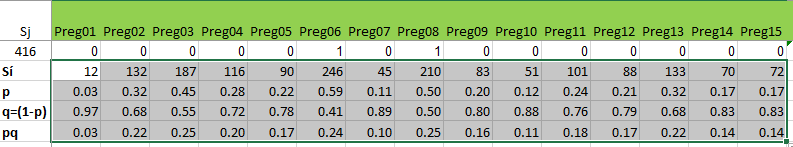 Sj Preg01 Preg02 Preg03 Preg04 Preg05 Preg06 Preg07 Preg08 Preg09 Preg10 Preg11 Preg12 Preg13 Preg14 Preg15
416 0 0 0 0 0 1 0 1 0 0 0 0 0 0 0
Sí 12 132 187 116 90 246 45 210 83 51 101 88 133 70 72
p 0.03 0.32 0.45 0.28 0.22 0.59 0.11 0.50 0.20 0.12 0.24 0.21 0.32 0.17 0.17
q=(1-p) 0.97 0.68 0.55 0.72 0.78 0.41 0.89 0.50 0.80 0.88 0.76 0.79 0.68 0.83 0.83
pq 0.03 0.22 0.25 0.20 0.17 0.24 0.10 0.25 0.16 0.11 0.18 0.17 0.22 0.14 0.14